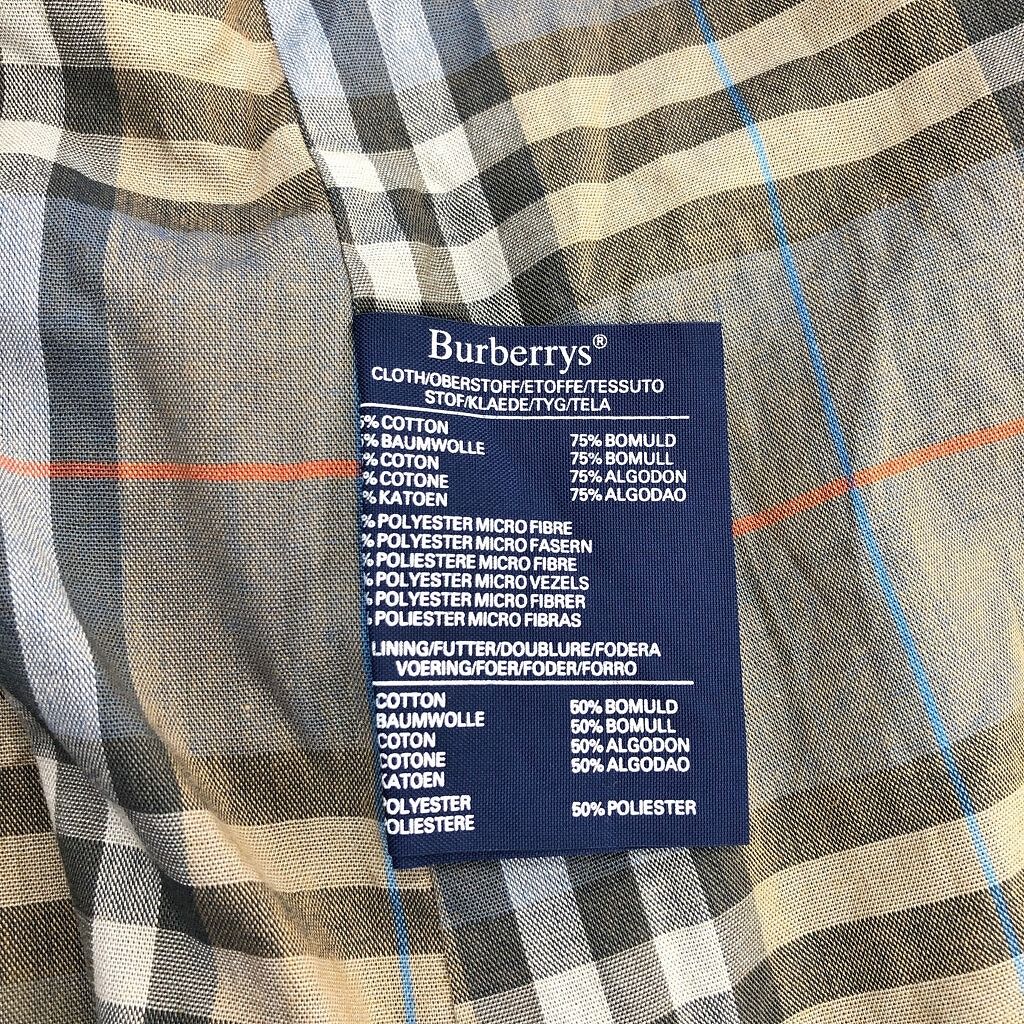 Burberrys®
CLOTH/OBERSTOFF/ETOFFE/TESSUTO
STOF/KLAEDE/TYG/TELA
% COTTON
% BAUMWOLLE 75% BOMULD
% COTON 75% BOMULL
% COTONE 75% ALGODON
% KATOEN 75% ALGODAO
% POLYESTER MICRO FIBRE
% POLYESTER MICRO FASERN
% POLIESTERE MICRO FIBRE
% POLYESTER MICRO VEZELS
% POLYESTER MICRO FIBRER
% POLIESTER MICRO FIBRAS
LINING/FUTTER/DOUBLURE/FODERA
VOERING/FOER/FODER/FORRO
COTTON 50% BOMULD
BAUMWOLLE 50% BOMULL
COTON 50% ALGODON
COTONE 50% ALGODAO
KATOEN
POLYESTER 50% POLIESTER
POLIESTERE